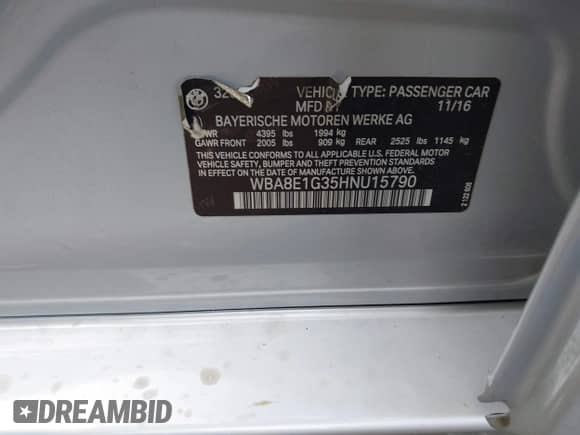 VEHICLE TYPE: PASSENGER CAR
MFD BY 11/16
BAYERISCHE MOTOREN WERKE AG
GVWR 4395 lbs 1994 kg
GAWR FRONT 2005 lbs 909 kg REAR 2525 lbs 1145 kg
THIS VEHICLE CONFORMS TO ALL APPLICABLE U.S. FEDERAL MOTOR
VEHICLE SAFETY, BUMPER AND THEFT PREVENTION STANDARDS IN
EFFECT ON THE DATE OF MANUFACTURE SHOWN ABOVE.
WBA8E1G35HNU15790
DREAMBID